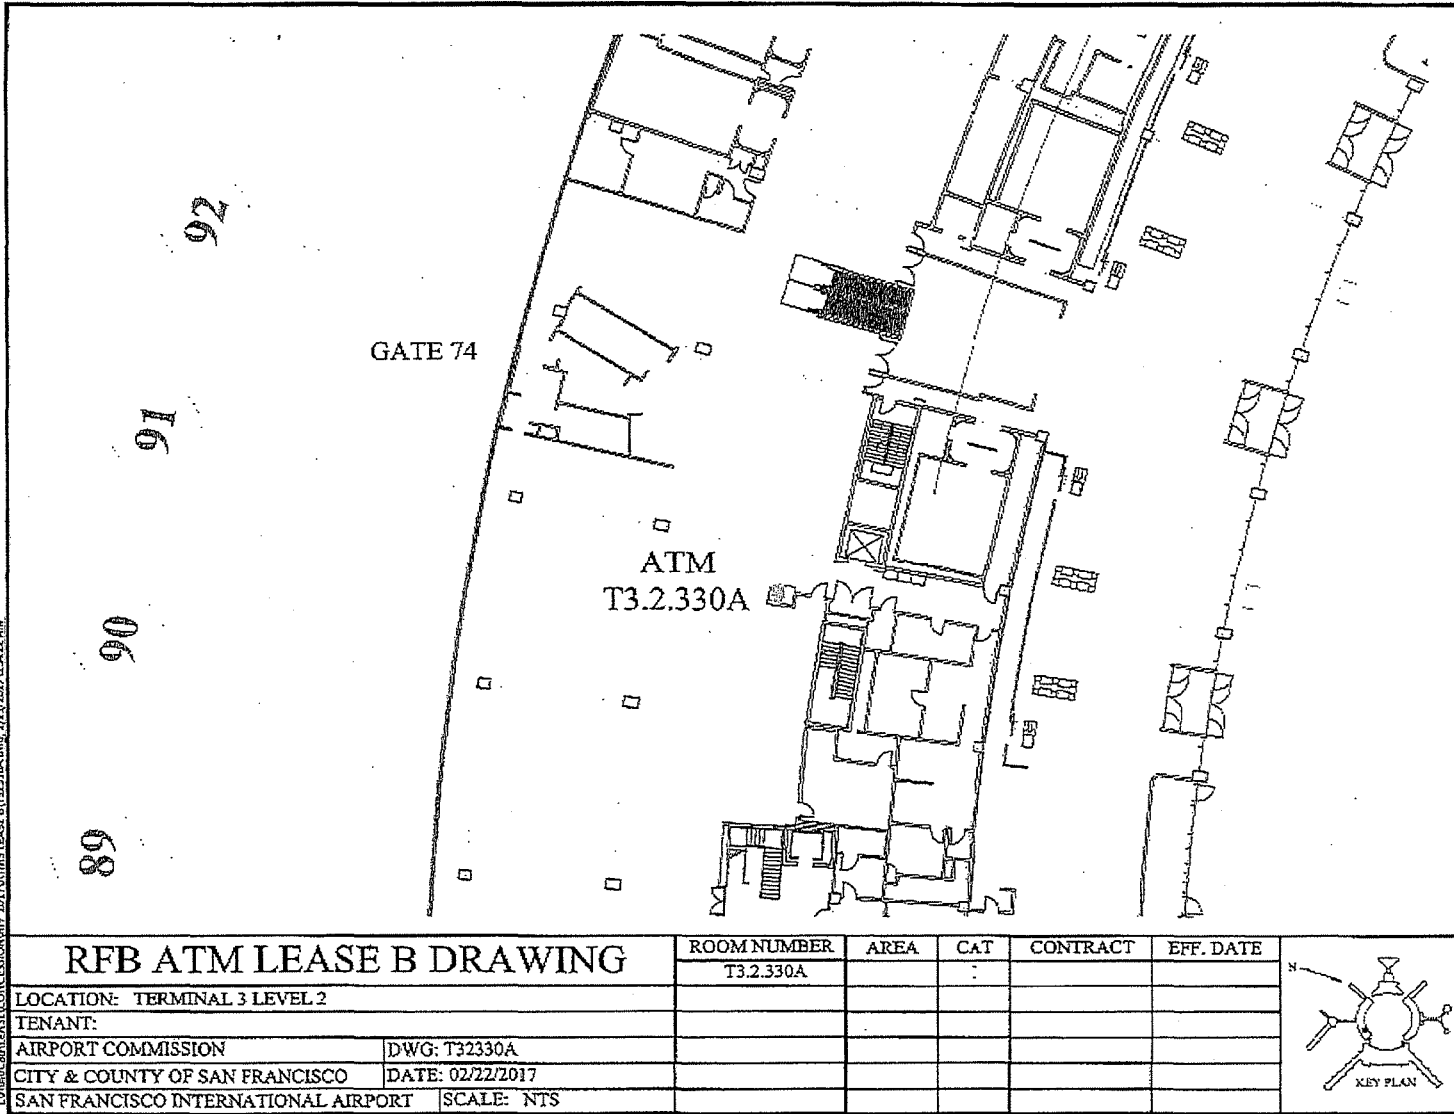 92
GATE 74
91
ATM
T3.2.330A
90
89
RFB ATM LEASE B DRAWING
LOCATION: TERMINAL 3 LEVEL 2
TENANT:
AIRPORT COMMISSION DWG: T32330A
CITY & COUNTY OF SAN FRANCISCO DATE: 02/22/2017
SAN FRANCISCO INTERNATIONAL AIRPORT SCALE: NTS
ROOM NUMBER AREA CAT CONTRACT EFF. DATE
T3.2.330A
N
KEY PLAN